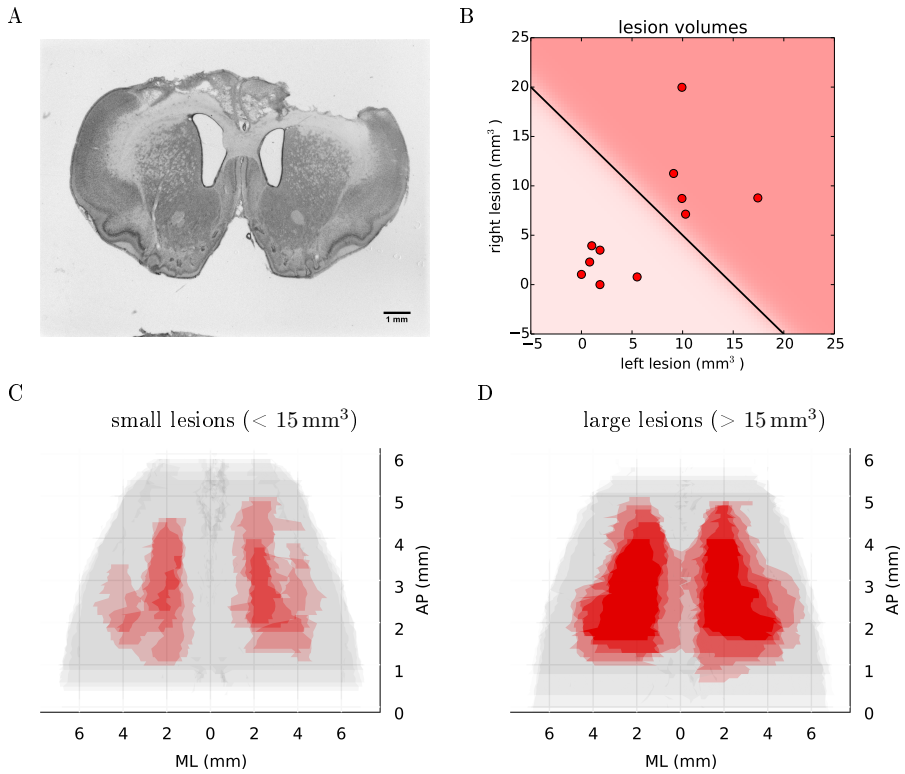 A
1 mm
B
lesion volumes
25
20
15
10
5
0
−5
right lesion (mm³ )
−5 0 5 10 15 20 25
left lesion (mm³ )
C
small lesions (< 15 mm³)
6
5
4
3
2
1
0
AP (mm)
6 4 2 0 2 4 6
ML (mm)
D
large lesions (> 15 mm³)
6
5
4
3
2
1
0
AP (mm)
6 4 2 0 2 4 6
ML (mm)